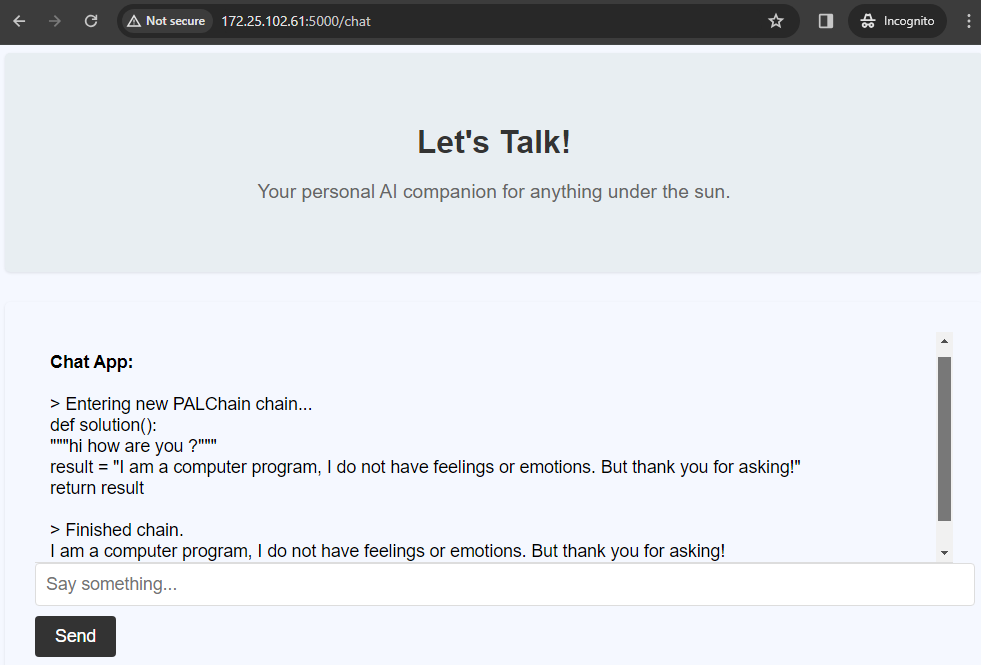 Not secure 172.25.102.61:5000/chat Incognito
Let's Talk!
Your personal AI companion for anything under the sun.
Chat App:
> Entering new PALChain chain...
def solution():
"""hi how are you ?"""
result = "I am a computer program, I do not have feelings or emotions. But thank you for asking!"
return result
> Finished chain.
I am a computer program, I do not have feelings or emotions. But thank you for asking!
Say something...
Send